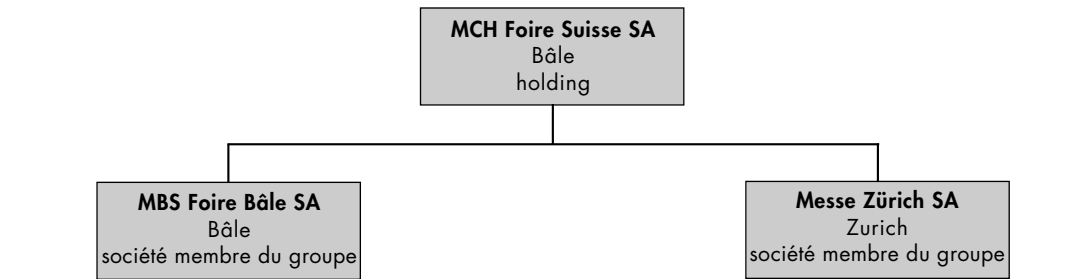 MCH Foire Suisse SA
Bâle
holding
MBS Foire Bâle SA
Bâle
société membre du groupe
Messe Zürich SA
Zurich
société membre du groupe